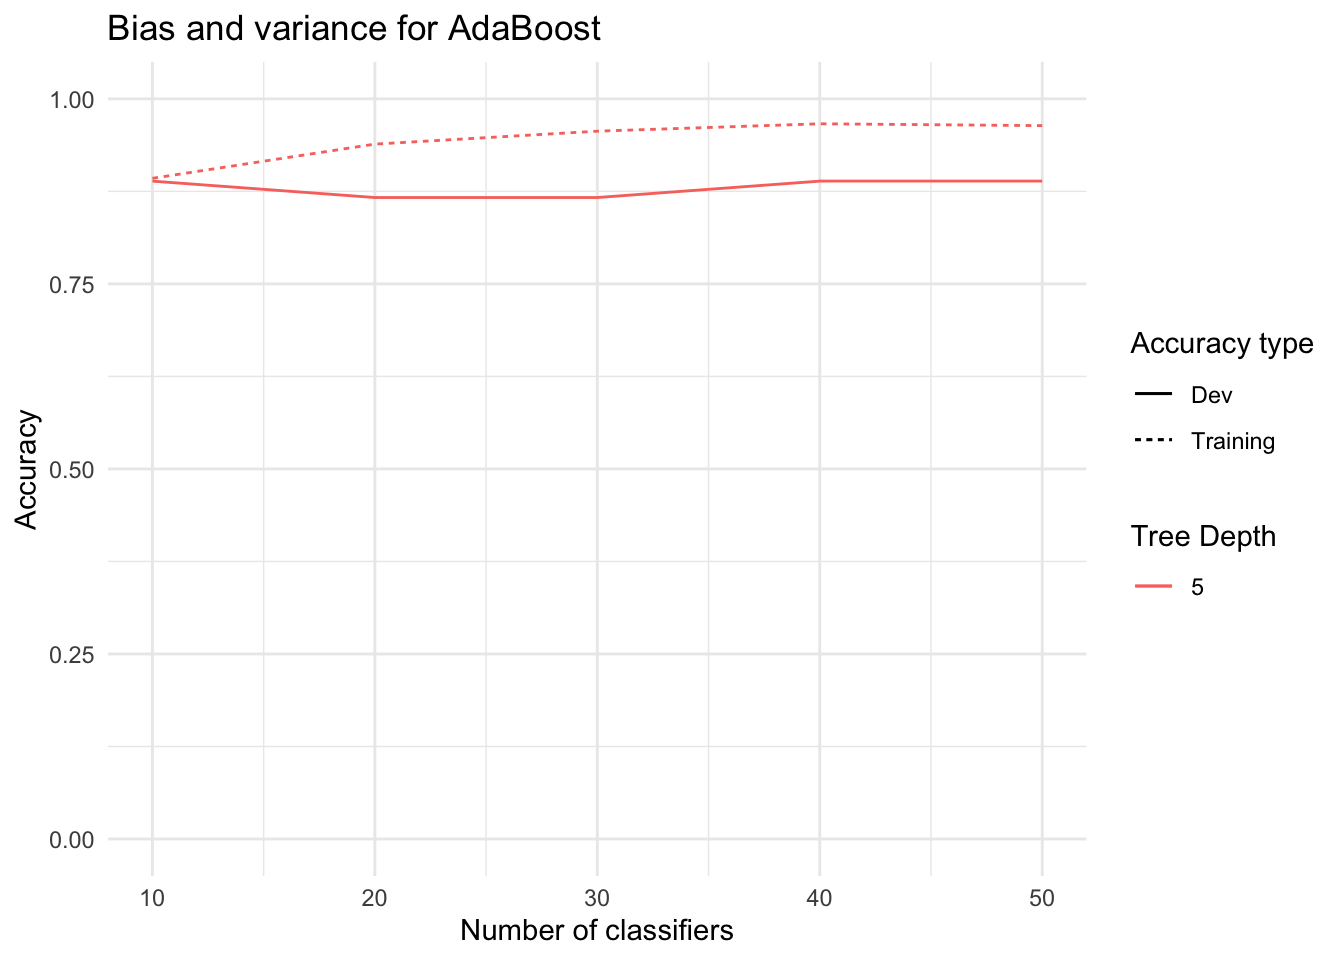 Bias and variance for AdaBoost
1.00
0.75
0.50
0.25
0.00
Accuracy
10 20 30 40 50
Number of classifiers
Accuracy type
Dev
Training
Tree Depth
5